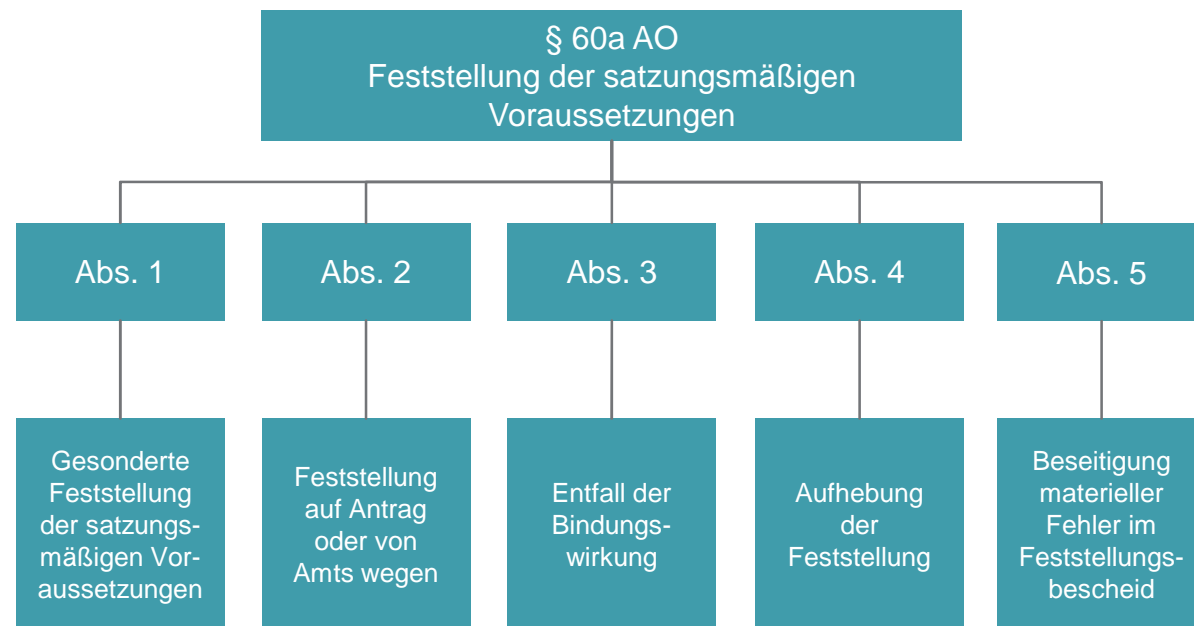 § 60a AO
Feststellung der satzungsmäßigen
Voraussetzungen
Abs. 1
Abs. 2
Abs. 3
Abs. 4
Abs. 5
Gesonderte
Feststellung
der satzungs-
mäßigen Vor-
aussetzungen
Feststellung
auf Antrag
oder von
Amts wegen
Entfall der
Bindungs-
wirkung
Aufhebung
der
Feststellung
Beseitigung
materieller
Fehler im
Feststellungs-
bescheid